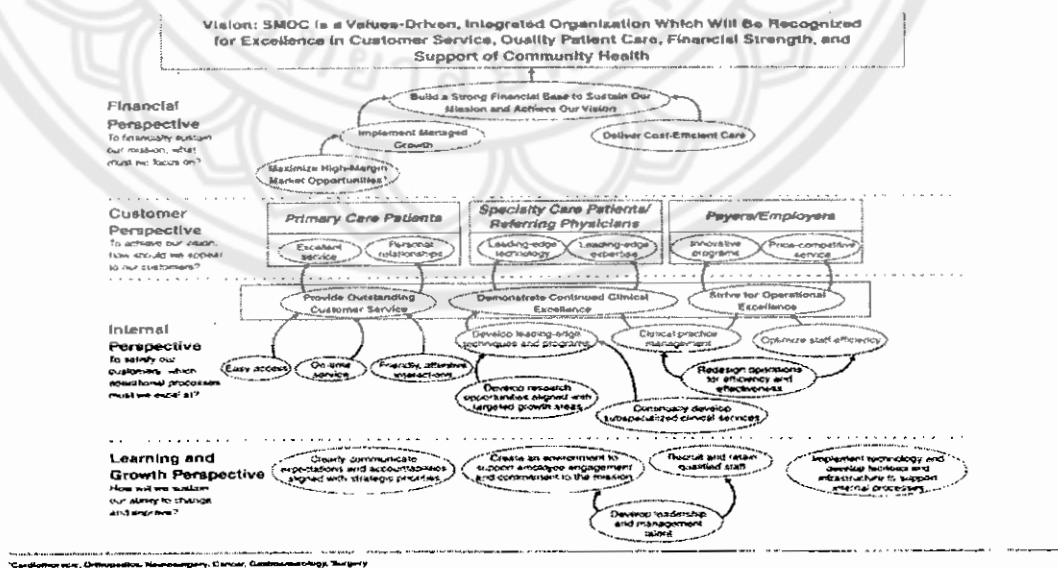 Vision: SMOC is a Values-Driven, Integrated Organization Which Will Be Recognized
for Excellence in Customer Service, Quality Patient Care, Financial Strength, and
Support of Community Health
Financial
Perspective
To financially sustain
our mission, what
must we focus on?
Build a Strong Financial Base to Sustain Our
Mission and Achieve Our Vision
Implement Managed
Growth
Deliver Cost-Efficient Care
Maximize High-Margin
Market Opportunities*
Customer
Perspective
To achieve our vision,
how should we appear
to our customers?
Primary Care Patients
Excellent
service
Personal
relationships
Specialty Care Patients/
Referring Physicians
Leading-edge
technology
Leading-edge
expertise
Payers/Employers
Innovative
programs
Price-competitive
service
Internal
Perspective
To satisfy our
customers, which
operational processes
must we excel at?
Provide Outstanding
Customer Service
Demonstrate Continued Clinical
Excellence
Strive for Operational
Excellence
Easy access
On-time
service
Friendly, attentive
interactions
Develop leading-edge
techniques and programs
Clinical practice
management
Optimize staff efficiency
Develop research
opportunities aligned with
targeted growth areas
Redesign operations
for efficiency and
effectiveness
Continually develop
subspecialized clinical services
Learning and
Growth Perspective
How will we sustain
our ability to change
and improve?
Clearly communicate
expectations and accountabilities
aligned with strategic priorities
Create an environment to
support employee engagement
and commitment to the mission
Recruit and retain
qualified staff
Implement technology and
develop facilities and
infrastructure to support
internal processes
Develop leadership
and management
talent
*Cardiothoracic, Orthopedics, Neurosurgery, Cancer, Gastroenterology, Surgery